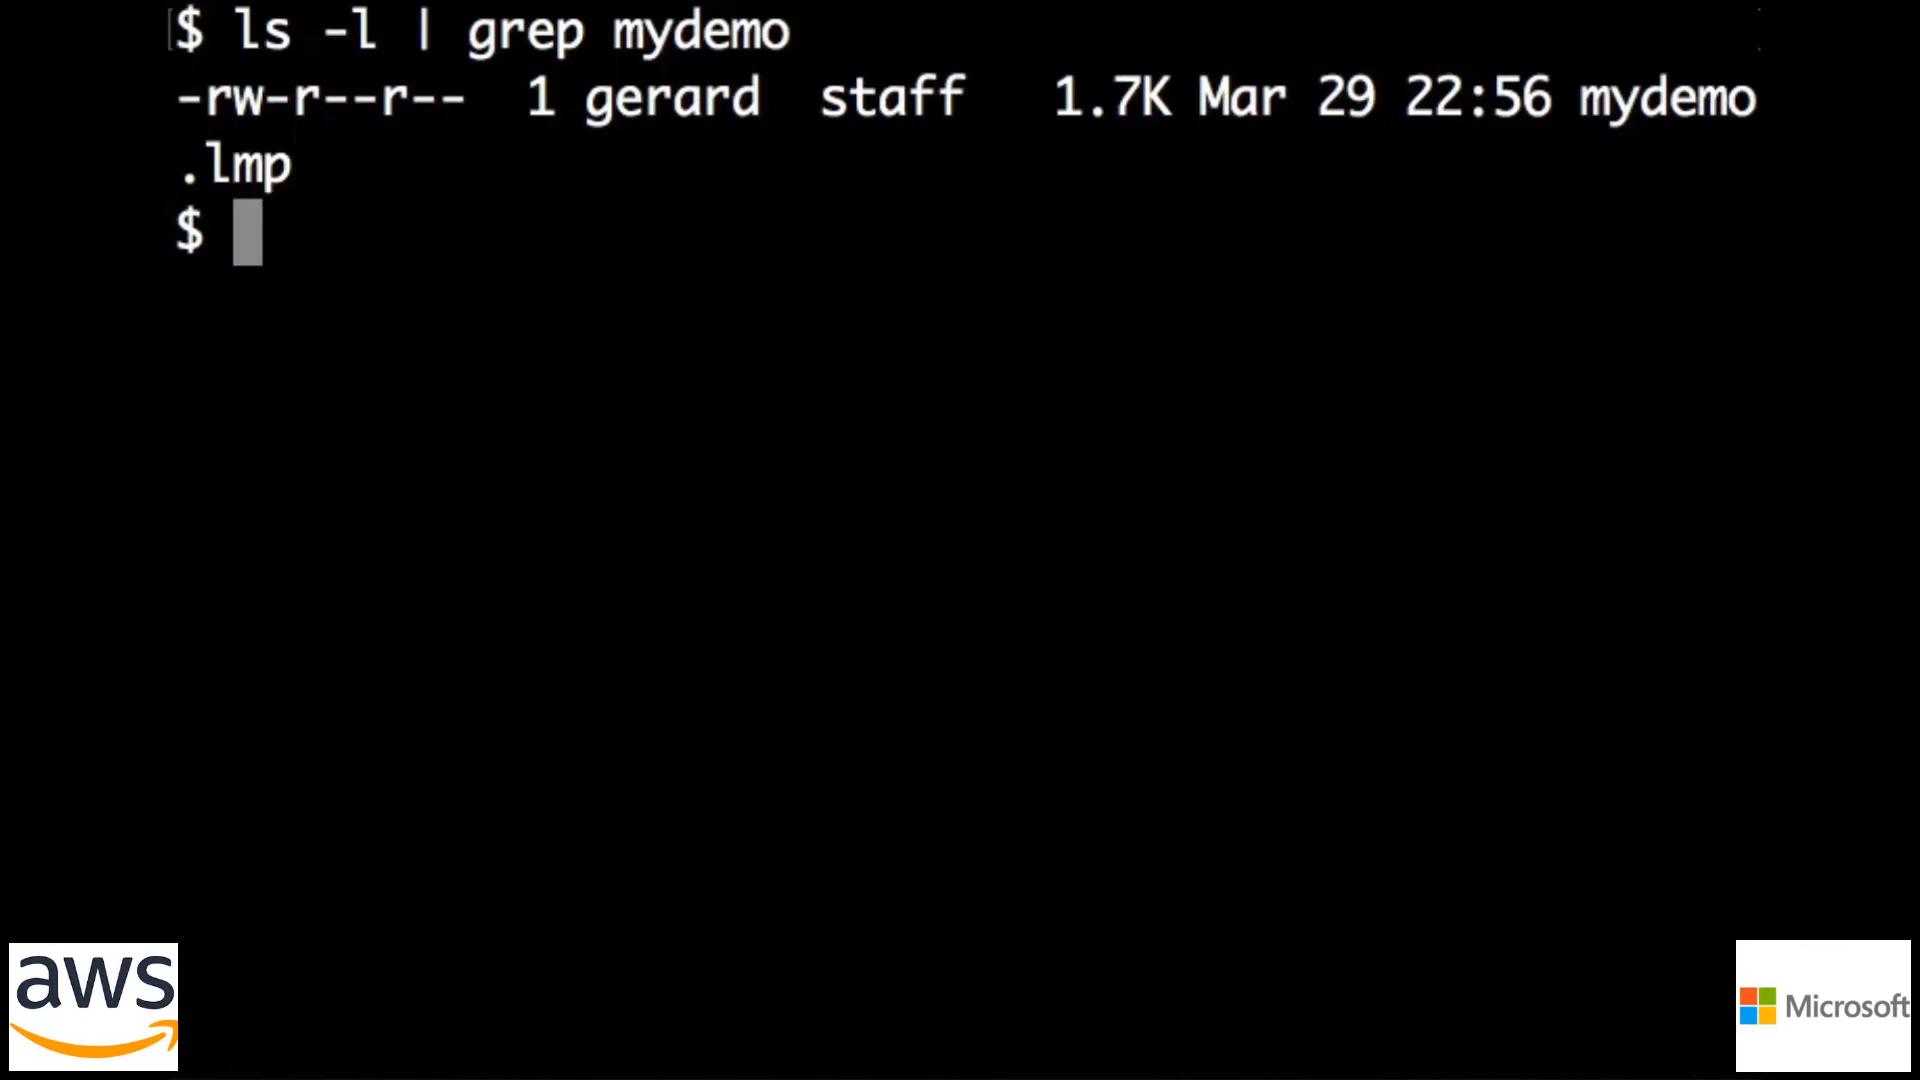 $ ls -l | grep mydemo
-rw-r--r--  1 gerard  staff   1.7K Mar 29 22:56 mydemo
.lmp
$
aws
Microsoft